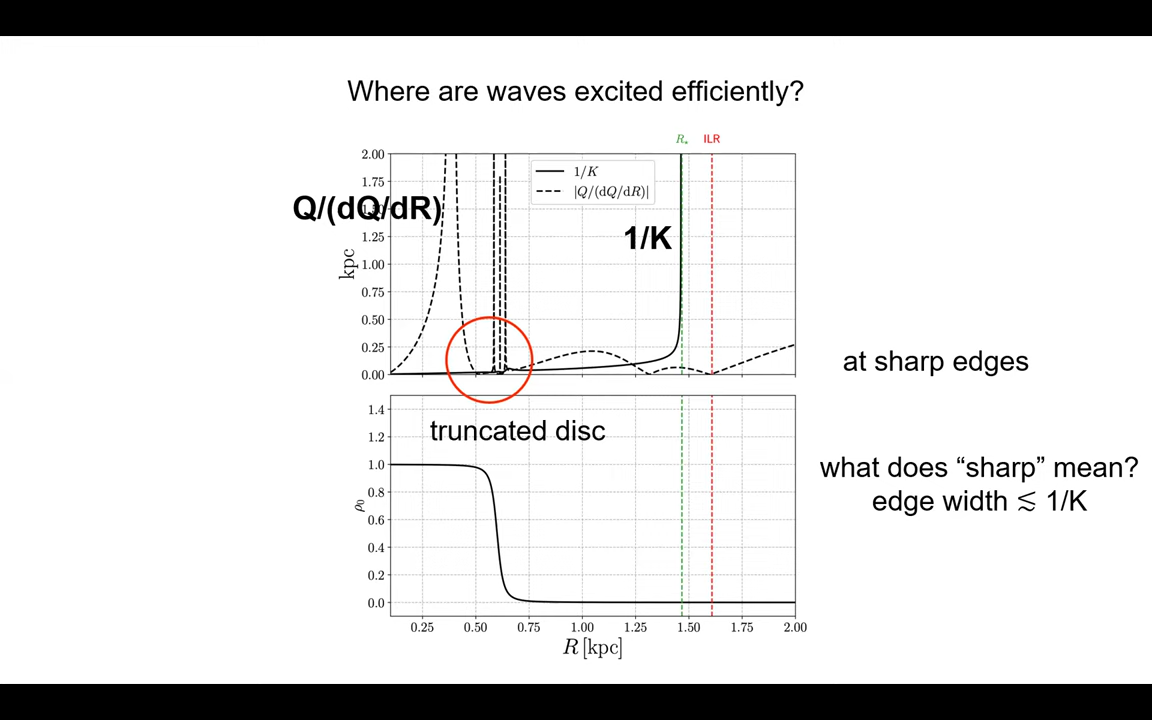 Where are waves excited efficiently?
R* ILR
2.00
1/K
1.75
|Q/(dQ/dR)|
Q/(dQ/dR)
1/K
1.25
kpc
1.00
0.75
0.50
0.25
0.00
at sharp edges
1.4
truncated disc
1.2
1.0
what does “sharp” mean?
0.8
edge width ≲ 1/K
ρ0
0.6
0.4
0.2
0.0
0.25 0.50 0.75 1.00 1.25 1.50 1.75 2.00
R [kpc]